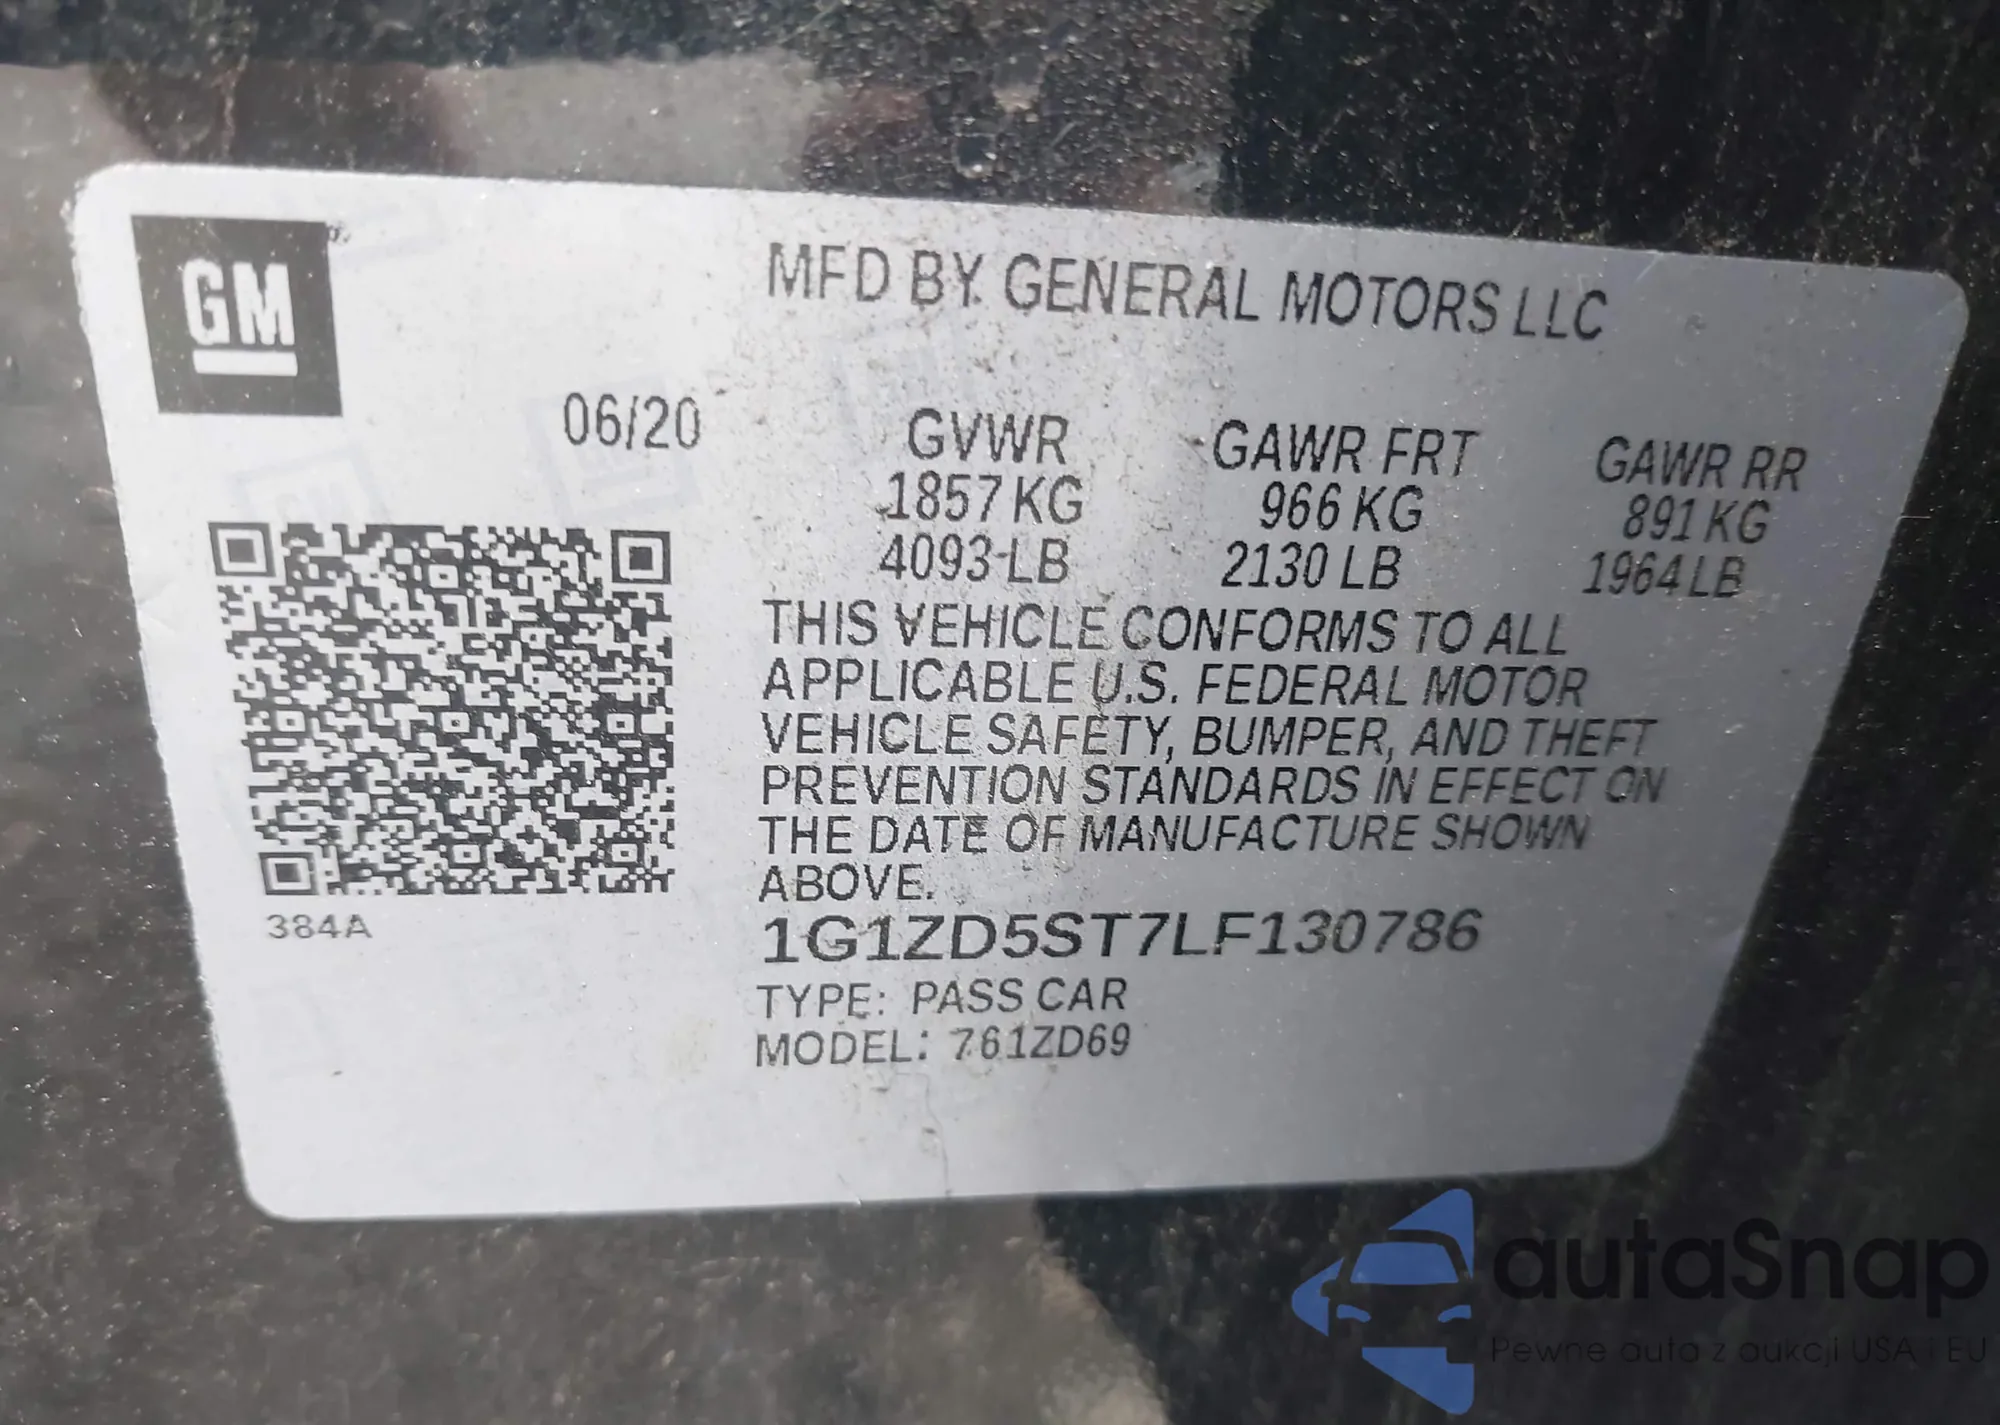 GM
MFD BY GENERAL MOTORS LLC
06/20
GVWR GAWR FRT GAWR RR
1857 KG 966 KG 891 KG
4093 LB 2130 LB 1964 LB
THIS VEHICLE CONFORMS TO ALL
APPLICABLE U.S. FEDERAL MOTOR
VEHICLE SAFETY, BUMPER, AND THEFT
PREVENTION STANDARDS IN EFFECT ON
THE DATE OF MANUFACTURE SHOWN
ABOVE.
384A
1G1ZD5ST7LF130786
TYPE: PASS CAR
MODEL: 761ZD69
autaSnap
Pewne auta z aukcji USA i EU